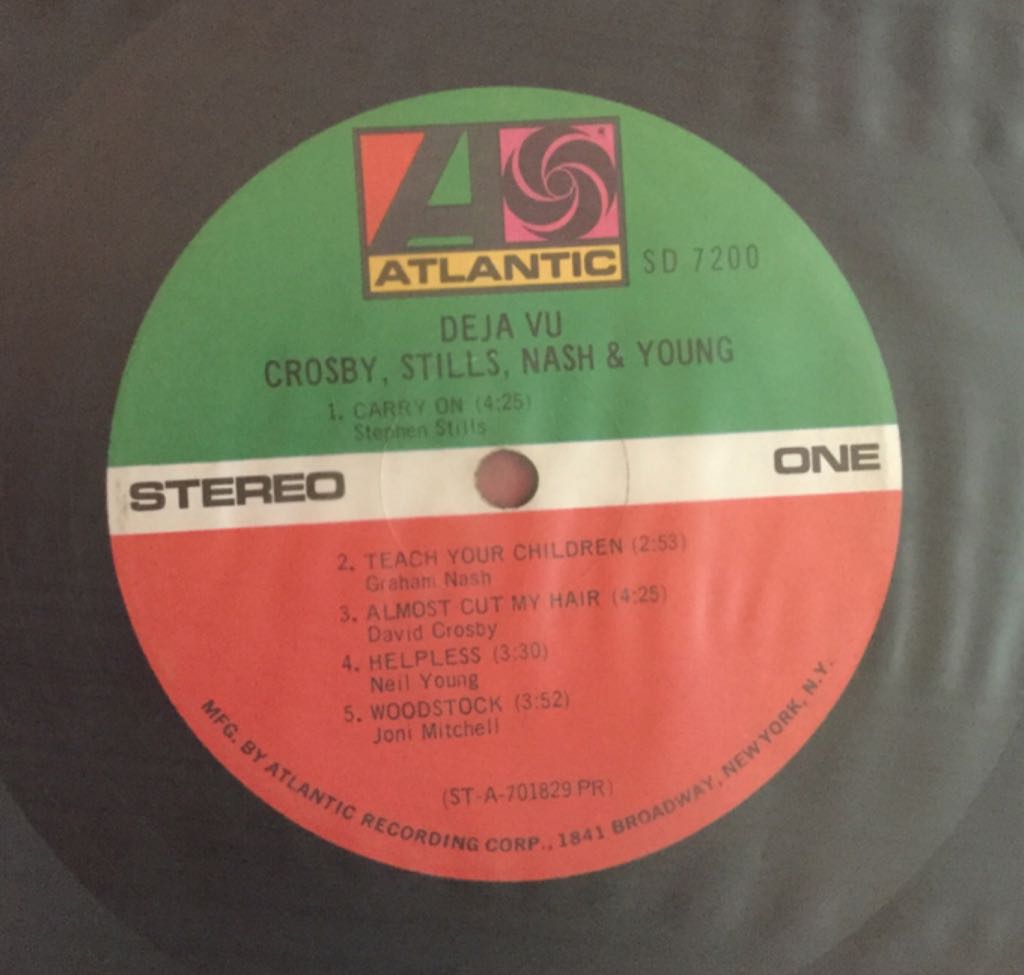 A
ATLANTIC
SD 7200
DEJA VU
CROSBY, STILLS, NASH & YOUNG
1. CARRY ON (4:25)
Stephen Stills
STEREO
ONE
2. TEACH YOUR CHILDREN (2:53)
Graham Nash
3. ALMOST CUT MY HAIR (4:25)
David Crosby
4. HELPLESS (3:30)
Neil Young
5. WOODSTOCK (3:52)
Joni Mitchell
(ST-A-701829 PR)
MFG. BY ATLANTIC RECORDING CORP., 1841 BROADWAY, NEW YORK, N.Y.